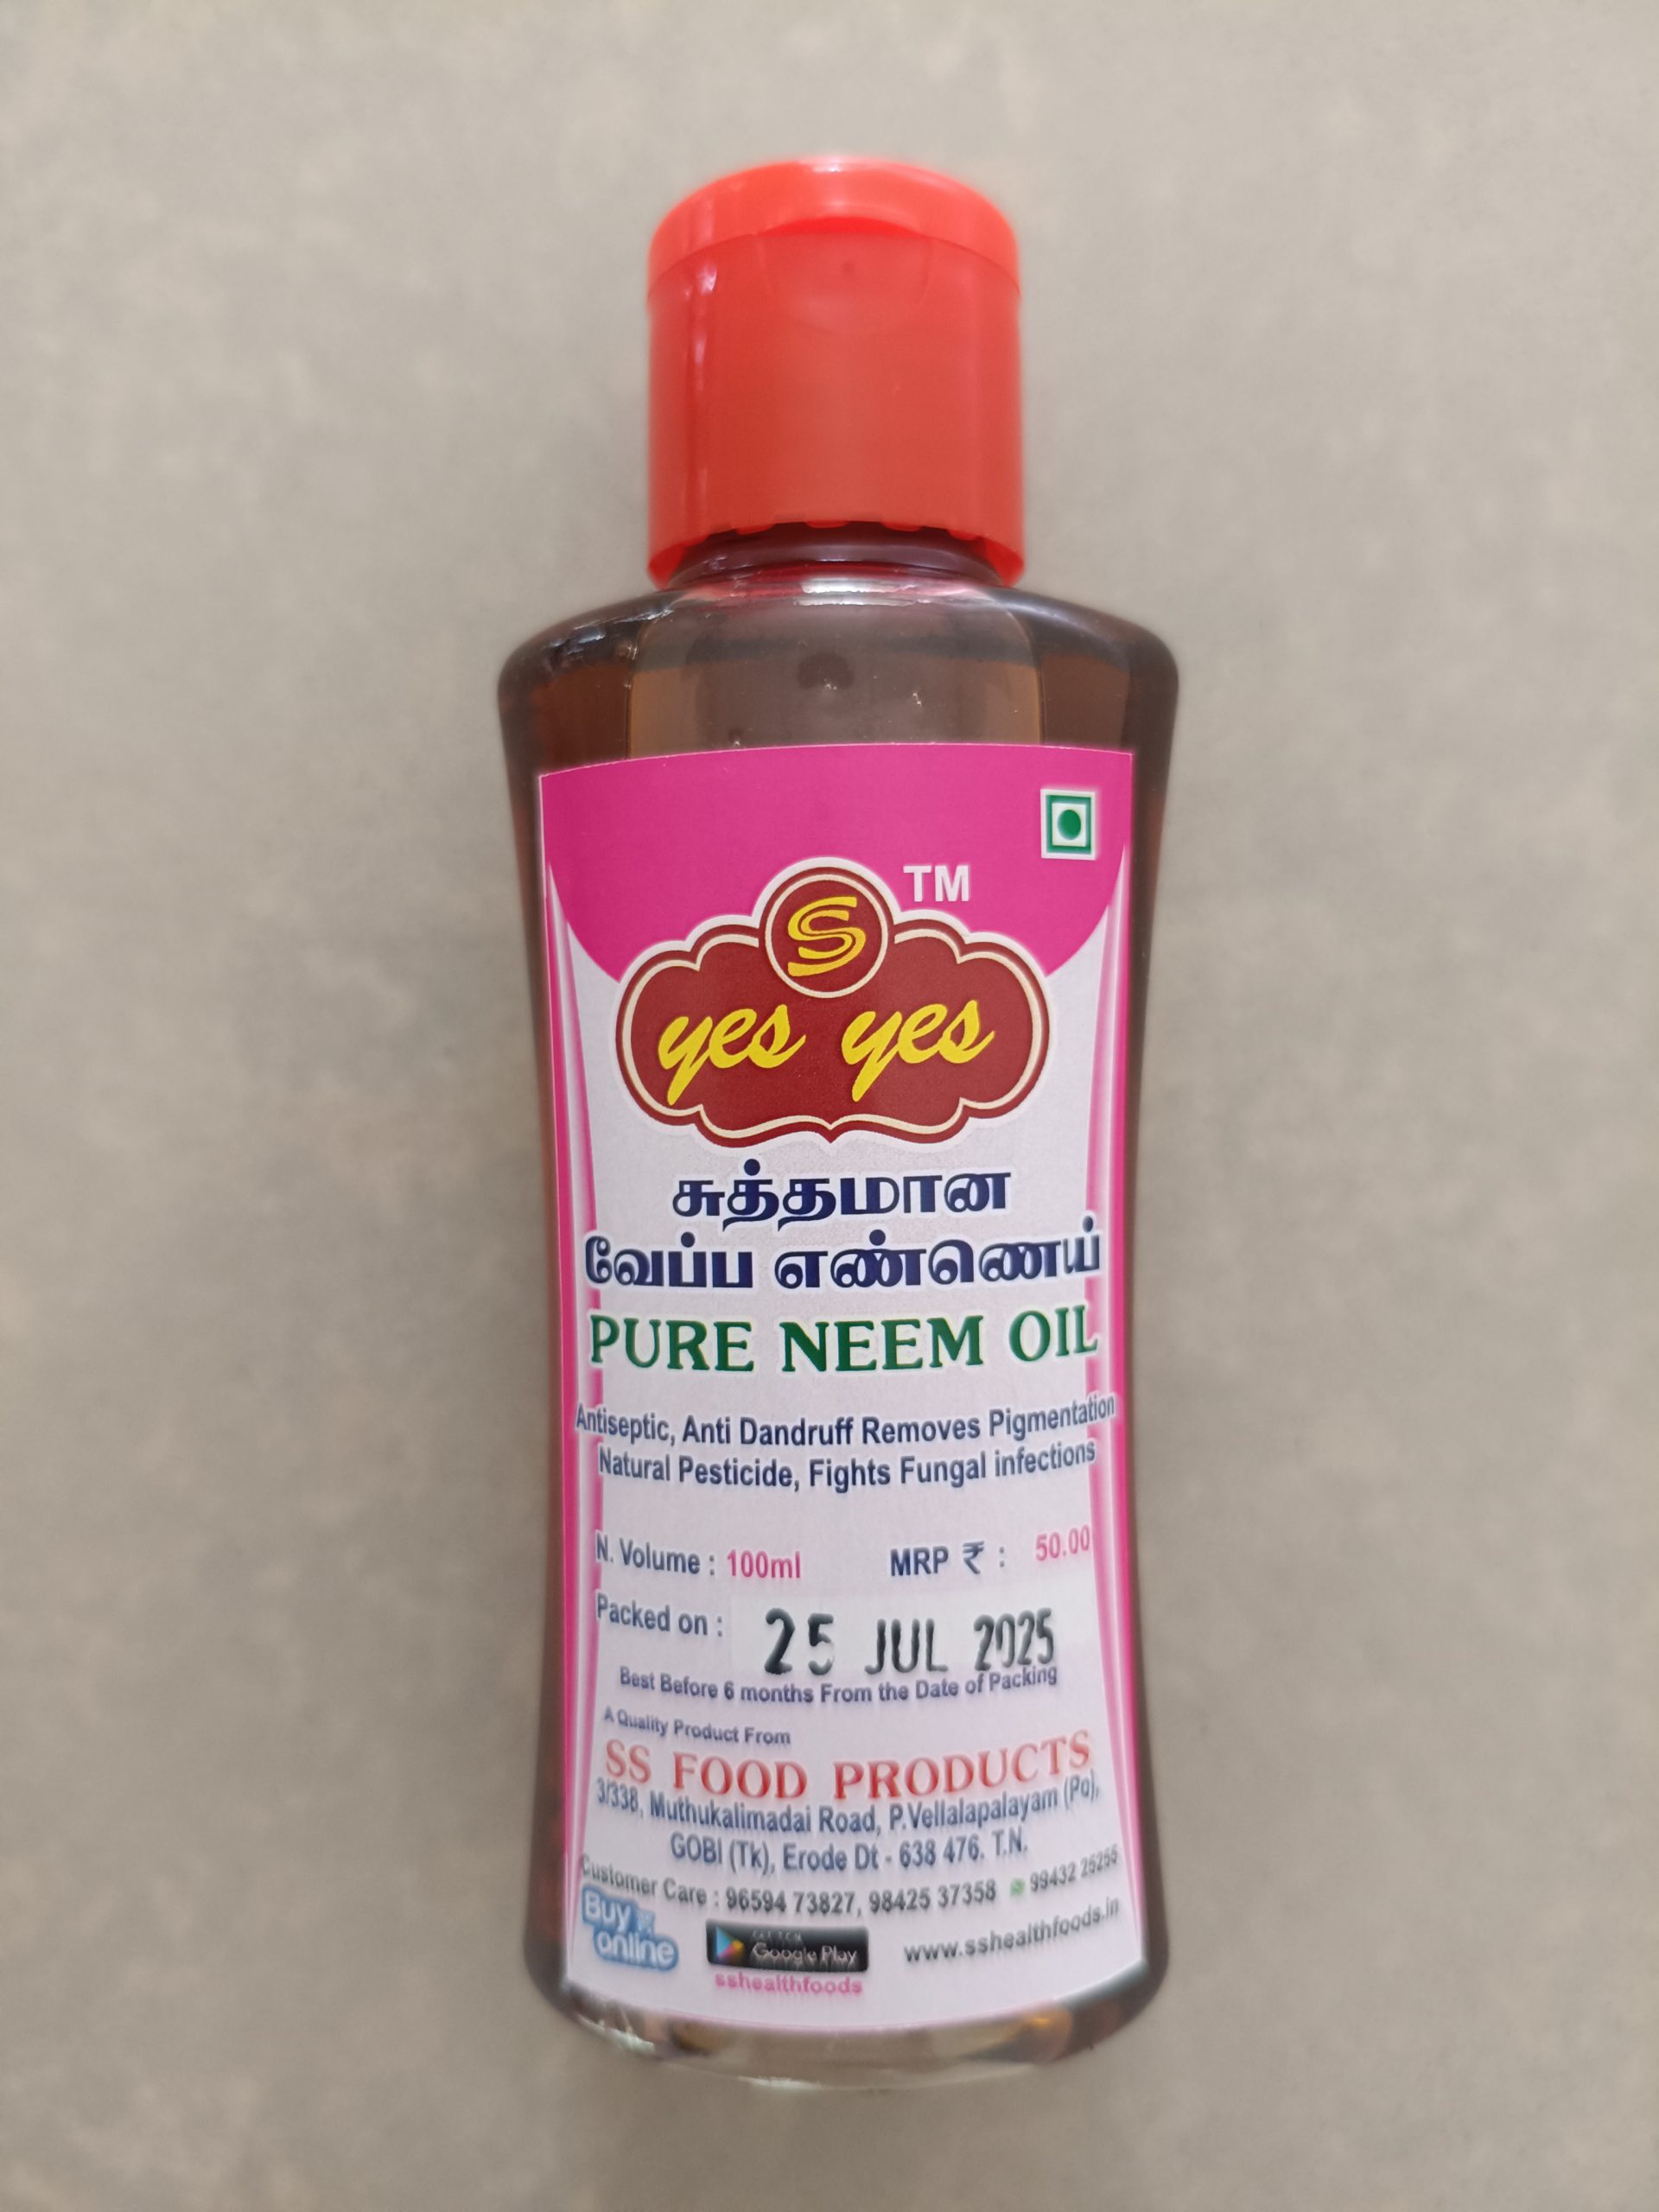 S
TM
yes yes
சுத்தமான
வேப்ப எண்ணெய்
PURE NEEM OIL
Antiseptic, Anti Dandruff Removes Pigmentation
Natural Pesticide, Fights Fungal infections
N. Volume : 100ml MRP ₹ : 50.00
Packed on : 25 JUL 2025
Best Before 6 months From the Date of Packing
A Quality Product From
SS FOOD PRODUCTS
3/338, Muthukalimadai Road, P.Vellalapalayam (Po),
GOBI (Tk), Erode Dt - 638 476. T.N.
Customer Care : 96594 73827, 98425 37358 99432 25255
Buy online
Google Play
www.sshealthfoods.in
sshealthfoods